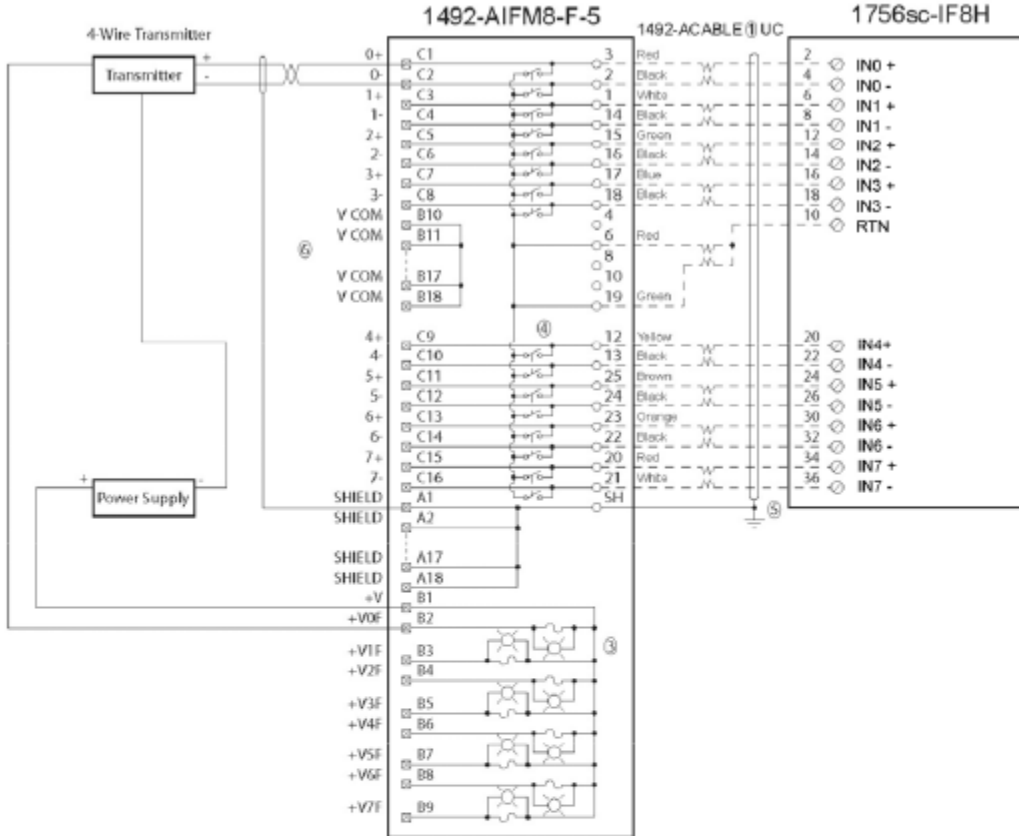 1492-AIFM8-F-5
1756sc-IF8H
1492-ACABLE①UC
4-Wire Transmitter
Transmitter
+
-
0+ C1 3 Red 2 IN0 +
0- C2 2 Black 4 IN0 -
1+ C3 1 White 6 IN1 +
1- C4 14 Black 8 IN1 -
2+ C5 15 Green 12 IN2 +
2- C6 16 Black 14 IN2 -
3+ C7 17 Blue 16 IN3 +
3- C8 18 Black 18 IN3 -
V COM B10 4 10 RTN
V COM B11 6 Red
⑥
8
V COM B17 10
V COM B18 19 Green
④
4+ C9 12 Yellow 20 IN4+
4- C10 13 Black 22 IN4 -
5+ C11 25 Brown 24 IN5 +
5- C12 24 Black 26 IN5 -
6+ C13 23 Orange 30 IN6 +
6- C14 22 Black 32 IN6 -
7+ C15 20 Red 34 IN7 +
7- C16 21 White 36 IN7 -
+ Power Supply -
SHIELD A1 SH
⑤
SHIELD A2
SHIELD A17
SHIELD A18
+V B1
+V0F B2
③
+V1F B3
+V2F B4
+V3F B5
+V4F B6
+V5F B7
+V6F B8
+V7F B9